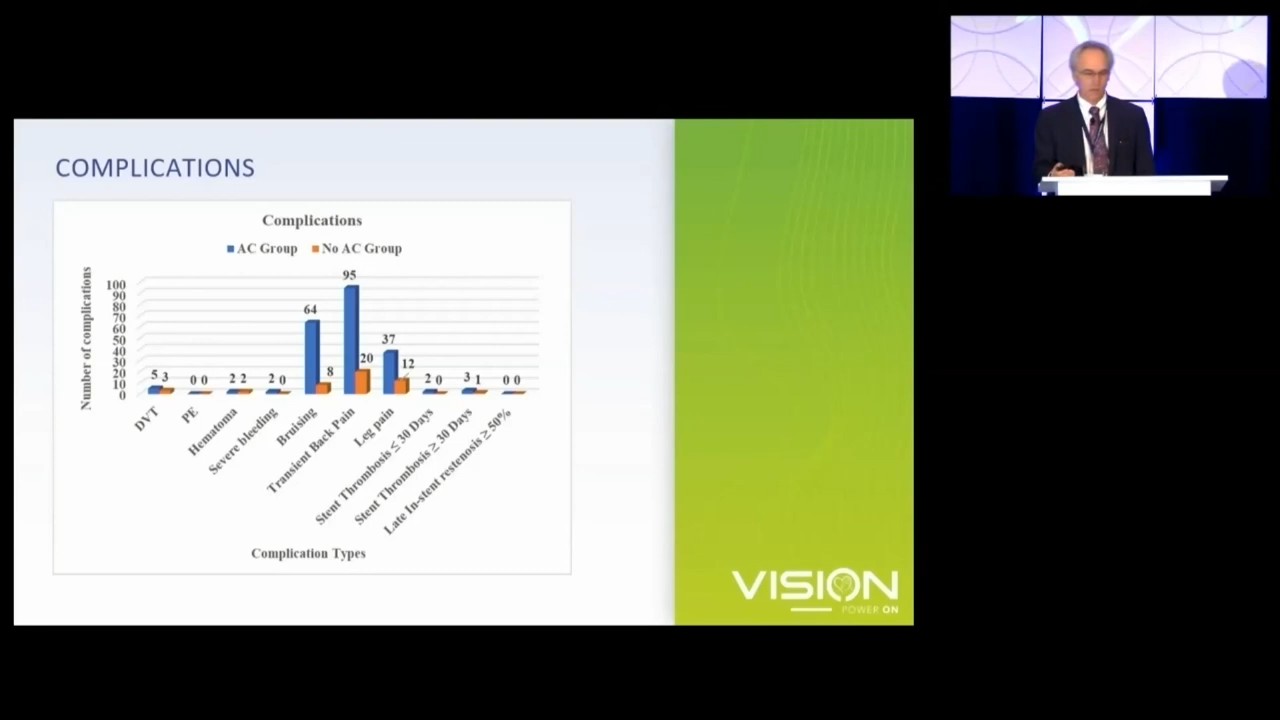 COMPLICATIONS
Complications
AC Group No AC Group
Number of complications
100
90
80
70
60
50
40
30
20
10
0
5 3
0 0
2 2
2 0
64 8
95 20
37 12
2 0
3 1
0 0
DVT
PE
Hematoma
Severe bleeding
Bruising
Transient Back Pain
Leg pain
Stent Thrombosis ≤ 30 Days
Stent Thrombosis ≥ 30 Days
Late In-stent restenosis ≥ 50%
Complication Types
VISION
POWER ON